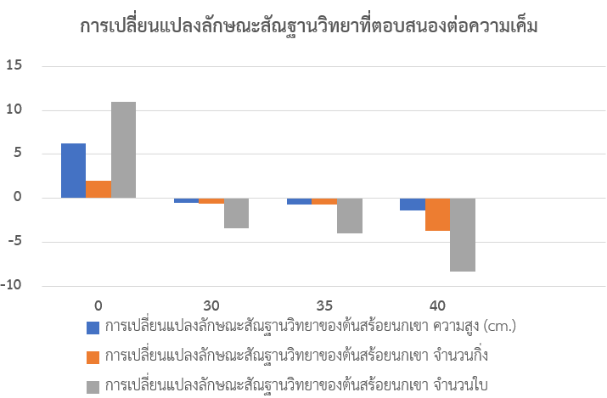 การเปลี่ยนแปลงลักษณะสัณฐานวิทยาที่ตอบสนองต่อความเค็ม
15
10
5
0
-5
-10
0 30 35 40
การเปลี่ยนแปลงลักษณะสัณฐานวิทยาของต้นสร้อยนกเขา ความสูง (cm.)
การเปลี่ยนแปลงลักษณะสัณฐานวิทยาของต้นสร้อยนกเขา จำนวนกิ่ง
การเปลี่ยนแปลงลักษณะสัณฐานวิทยาของต้นสร้อยนกเขา จำนวนใบ